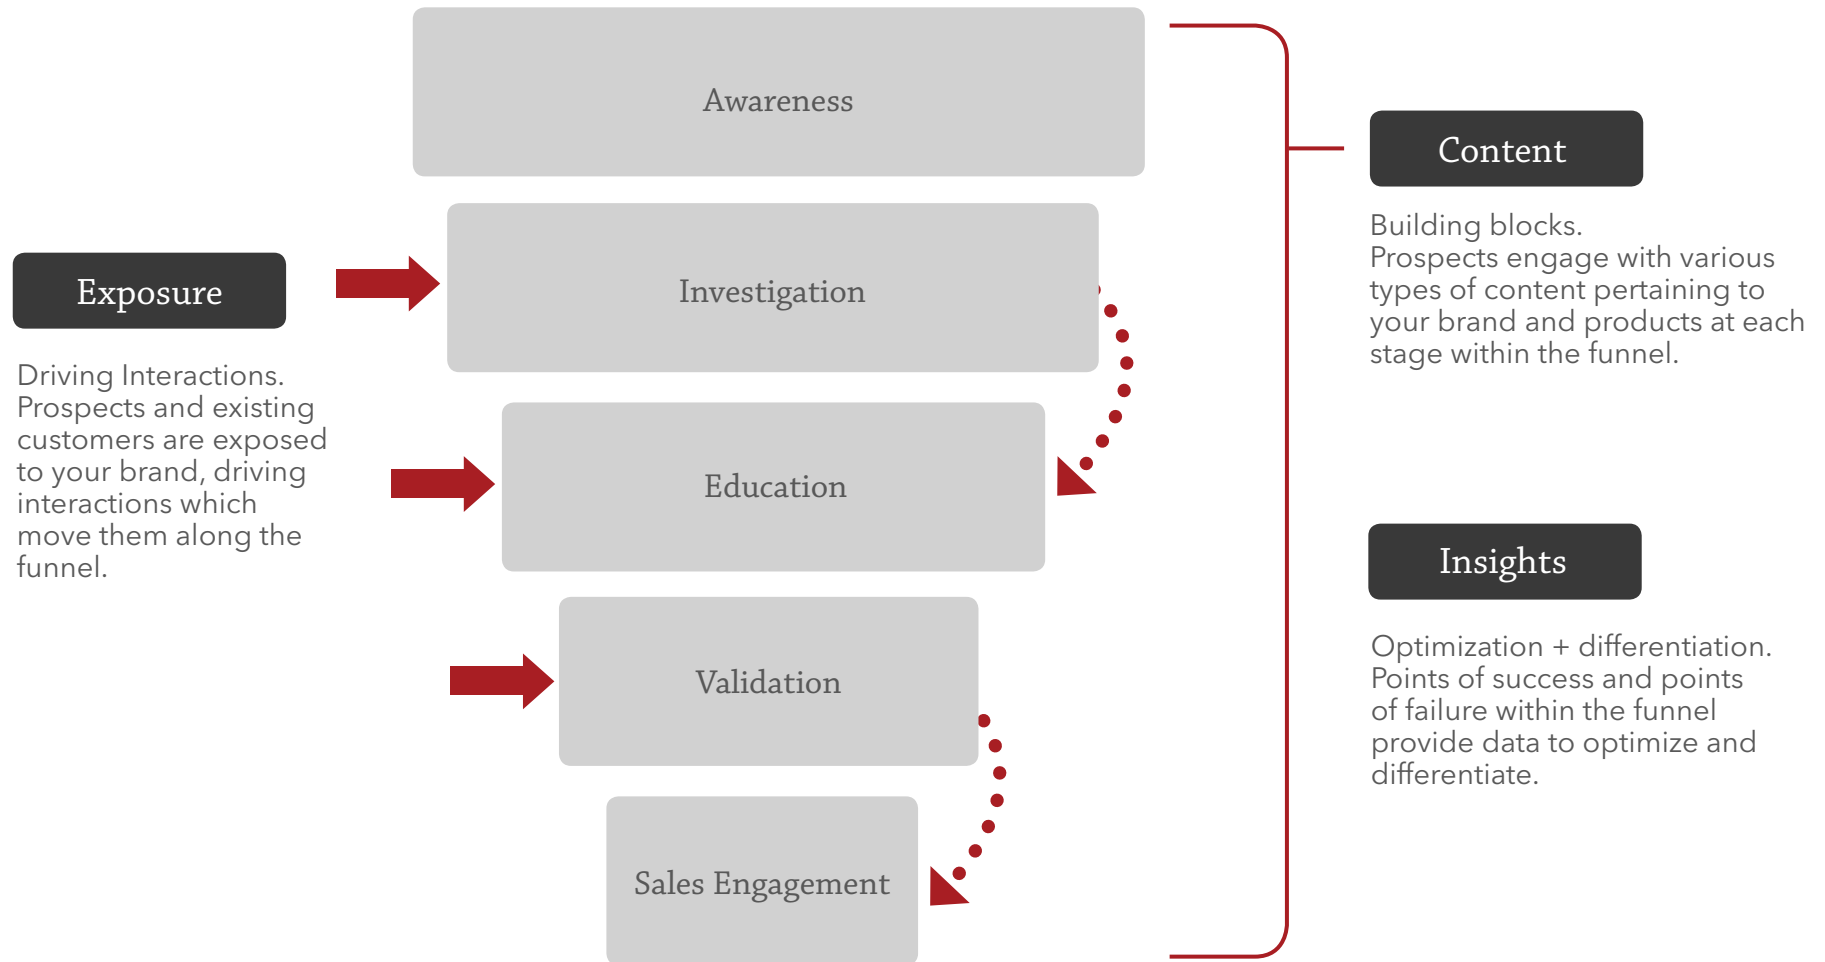 Awareness
Investigation
Education
Validation
Sales Engagement
Exposure
Driving Interactions.
Prospects and existing
customers are exposed
to your brand, driving
interactions which
move them along the
funnel.
Content
Building blocks.
Prospects engage with various
types of content pertaining to
your brand and products at each
stage within the funnel.
Insights
Optimization + differentiation.
Points of success and points
of failure within the funnel
provide data to optimize and
differentiate.